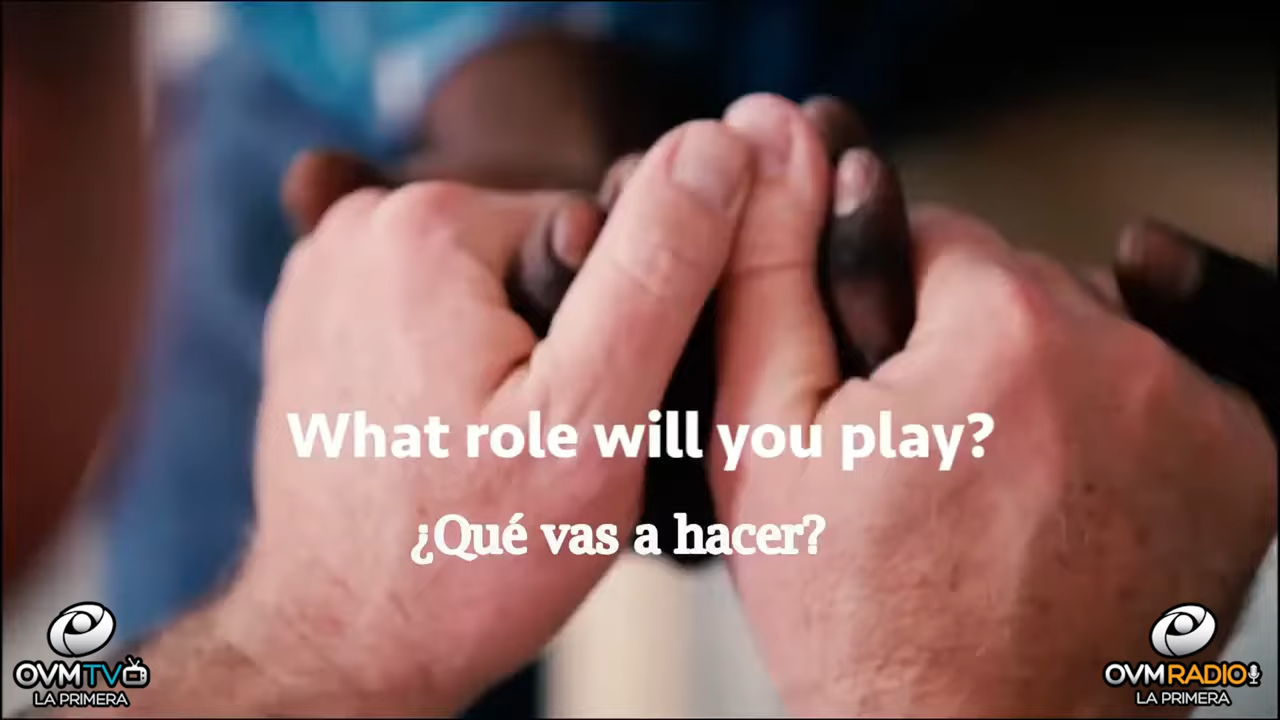 What role will you play?
¿Qué vas a hacer?
OVMTV
LA PRIMERA
OVMRADIO
LA PRIMERA